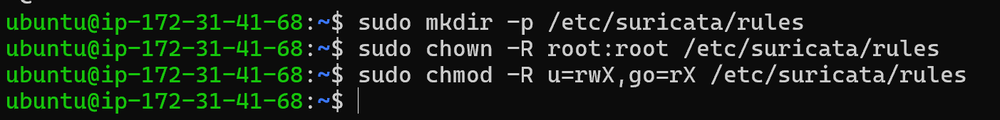 ubuntu@ip-172-31-41-68:~$ sudo mkdir -p /etc/suricata/rules
ubuntu@ip-172-31-41-68:~$ sudo chown -R root:root /etc/suricata/rules
ubuntu@ip-172-31-41-68:~$ sudo chmod -R u=rwX,go=rX /etc/suricata/rules
ubuntu@ip-172-31-41-68:~$